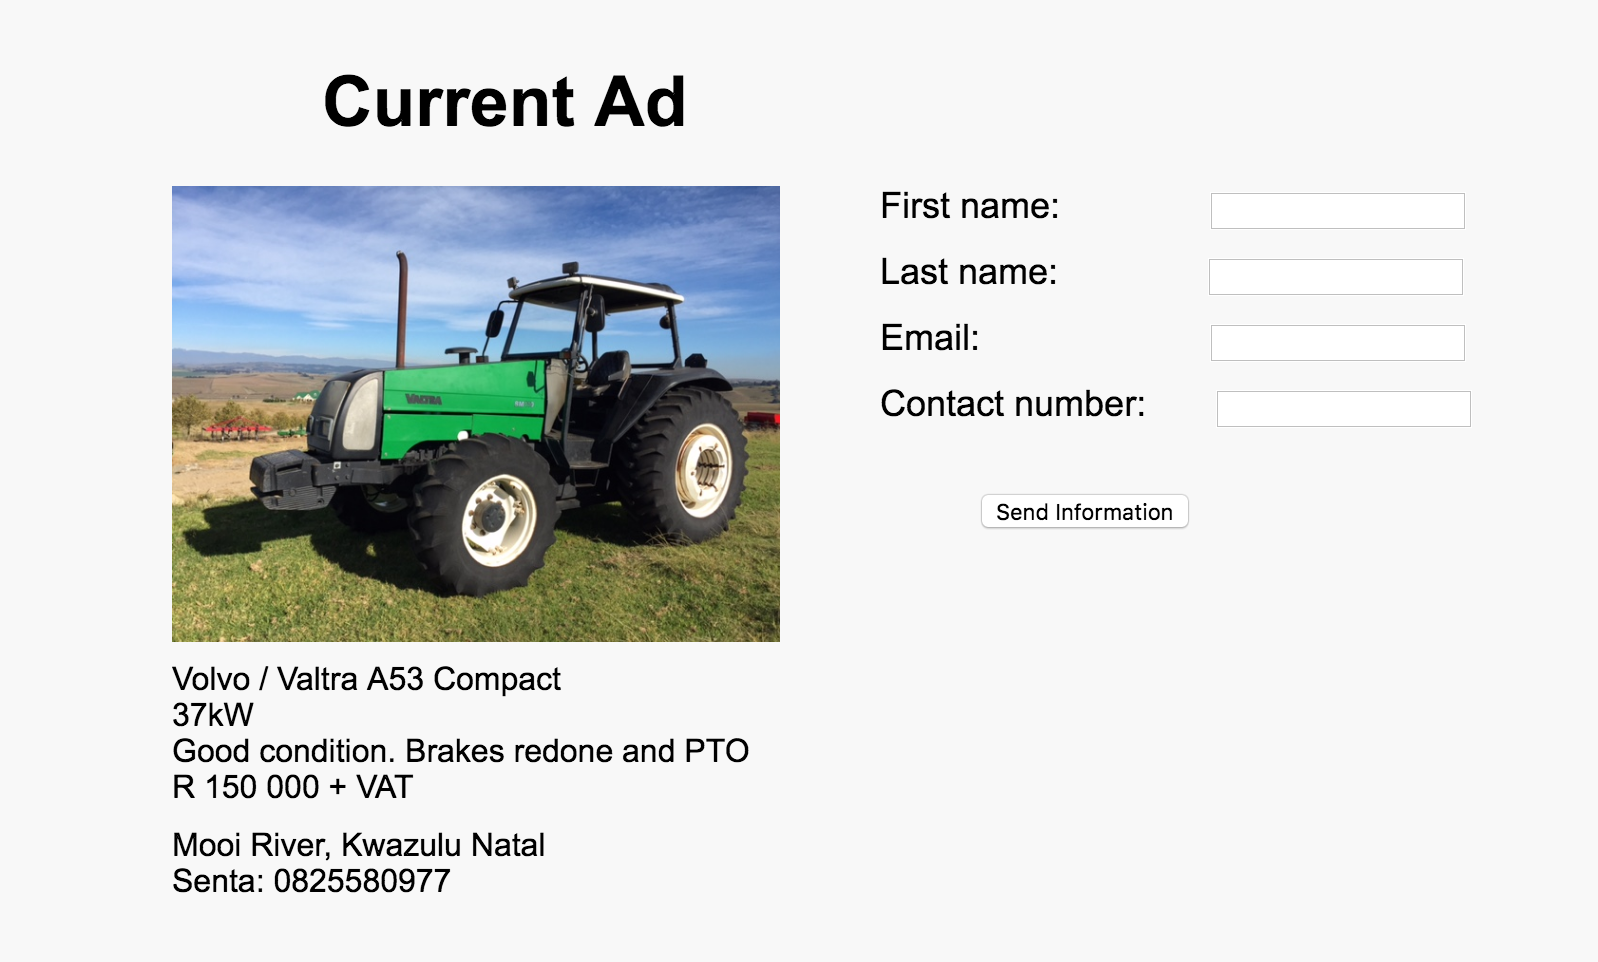 Current Ad
VALTRA
Volvo / Valtra A53 Compact
37kW
Good condition. Brakes redone and PTO
R 150 000 + VAT
Mooi River, Kwazulu Natal
Senta: 0825580977
First name:
Last name:
Email:
Contact number:
Send Information